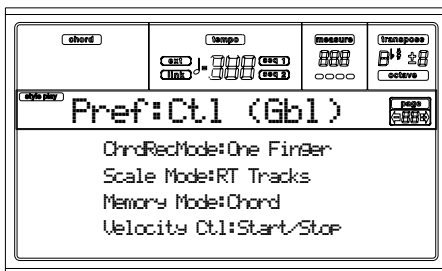 chord tempo measure transpose
ext seq 1
link seq 2
octave
style play Pref:Ctl (Gbl) page
ChrdRecMode:One Finger
Scale Mode:RT Tracks
Memory Mode:Chord
Velocity Ctl:Start/Stop